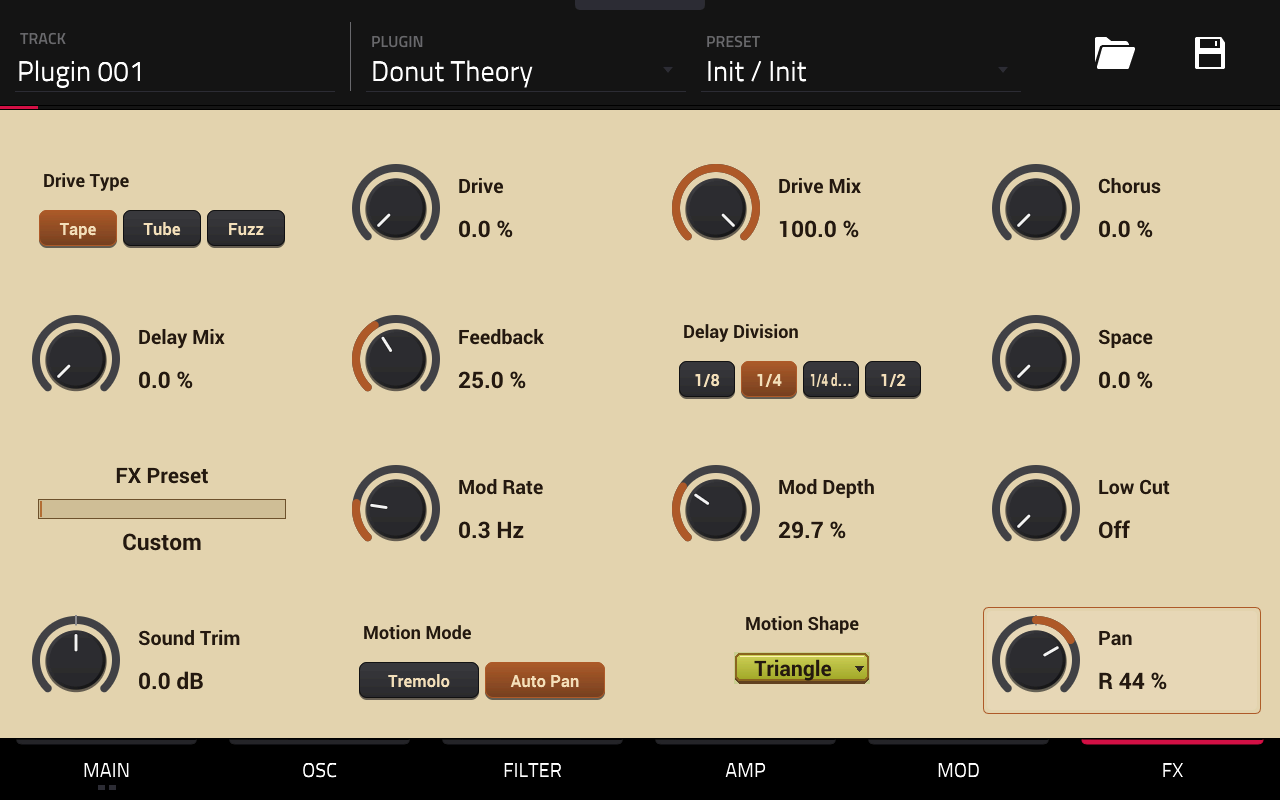 TRACK
Plugin 001
PLUGIN
Donut Theory
PRESET
Init / Init
Drive Type
Tape Tube Fuzz
Drive
0.0 %
Drive Mix
100.0 %
Chorus
0.0 %
Delay Mix
0.0 %
Feedback
25.0 %
Delay Division
1/8 1/4 1/4 d... 1/2
Space
0.0 %
FX Preset
Custom
Mod Rate
0.3 Hz
Mod Depth
29.7 %
Low Cut
Off
Sound Trim
0.0 dB
Motion Mode
Tremolo Auto Pan
Motion Shape
Triangle
Pan
R 44 %
MAIN OSC FILTER AMP MOD FX